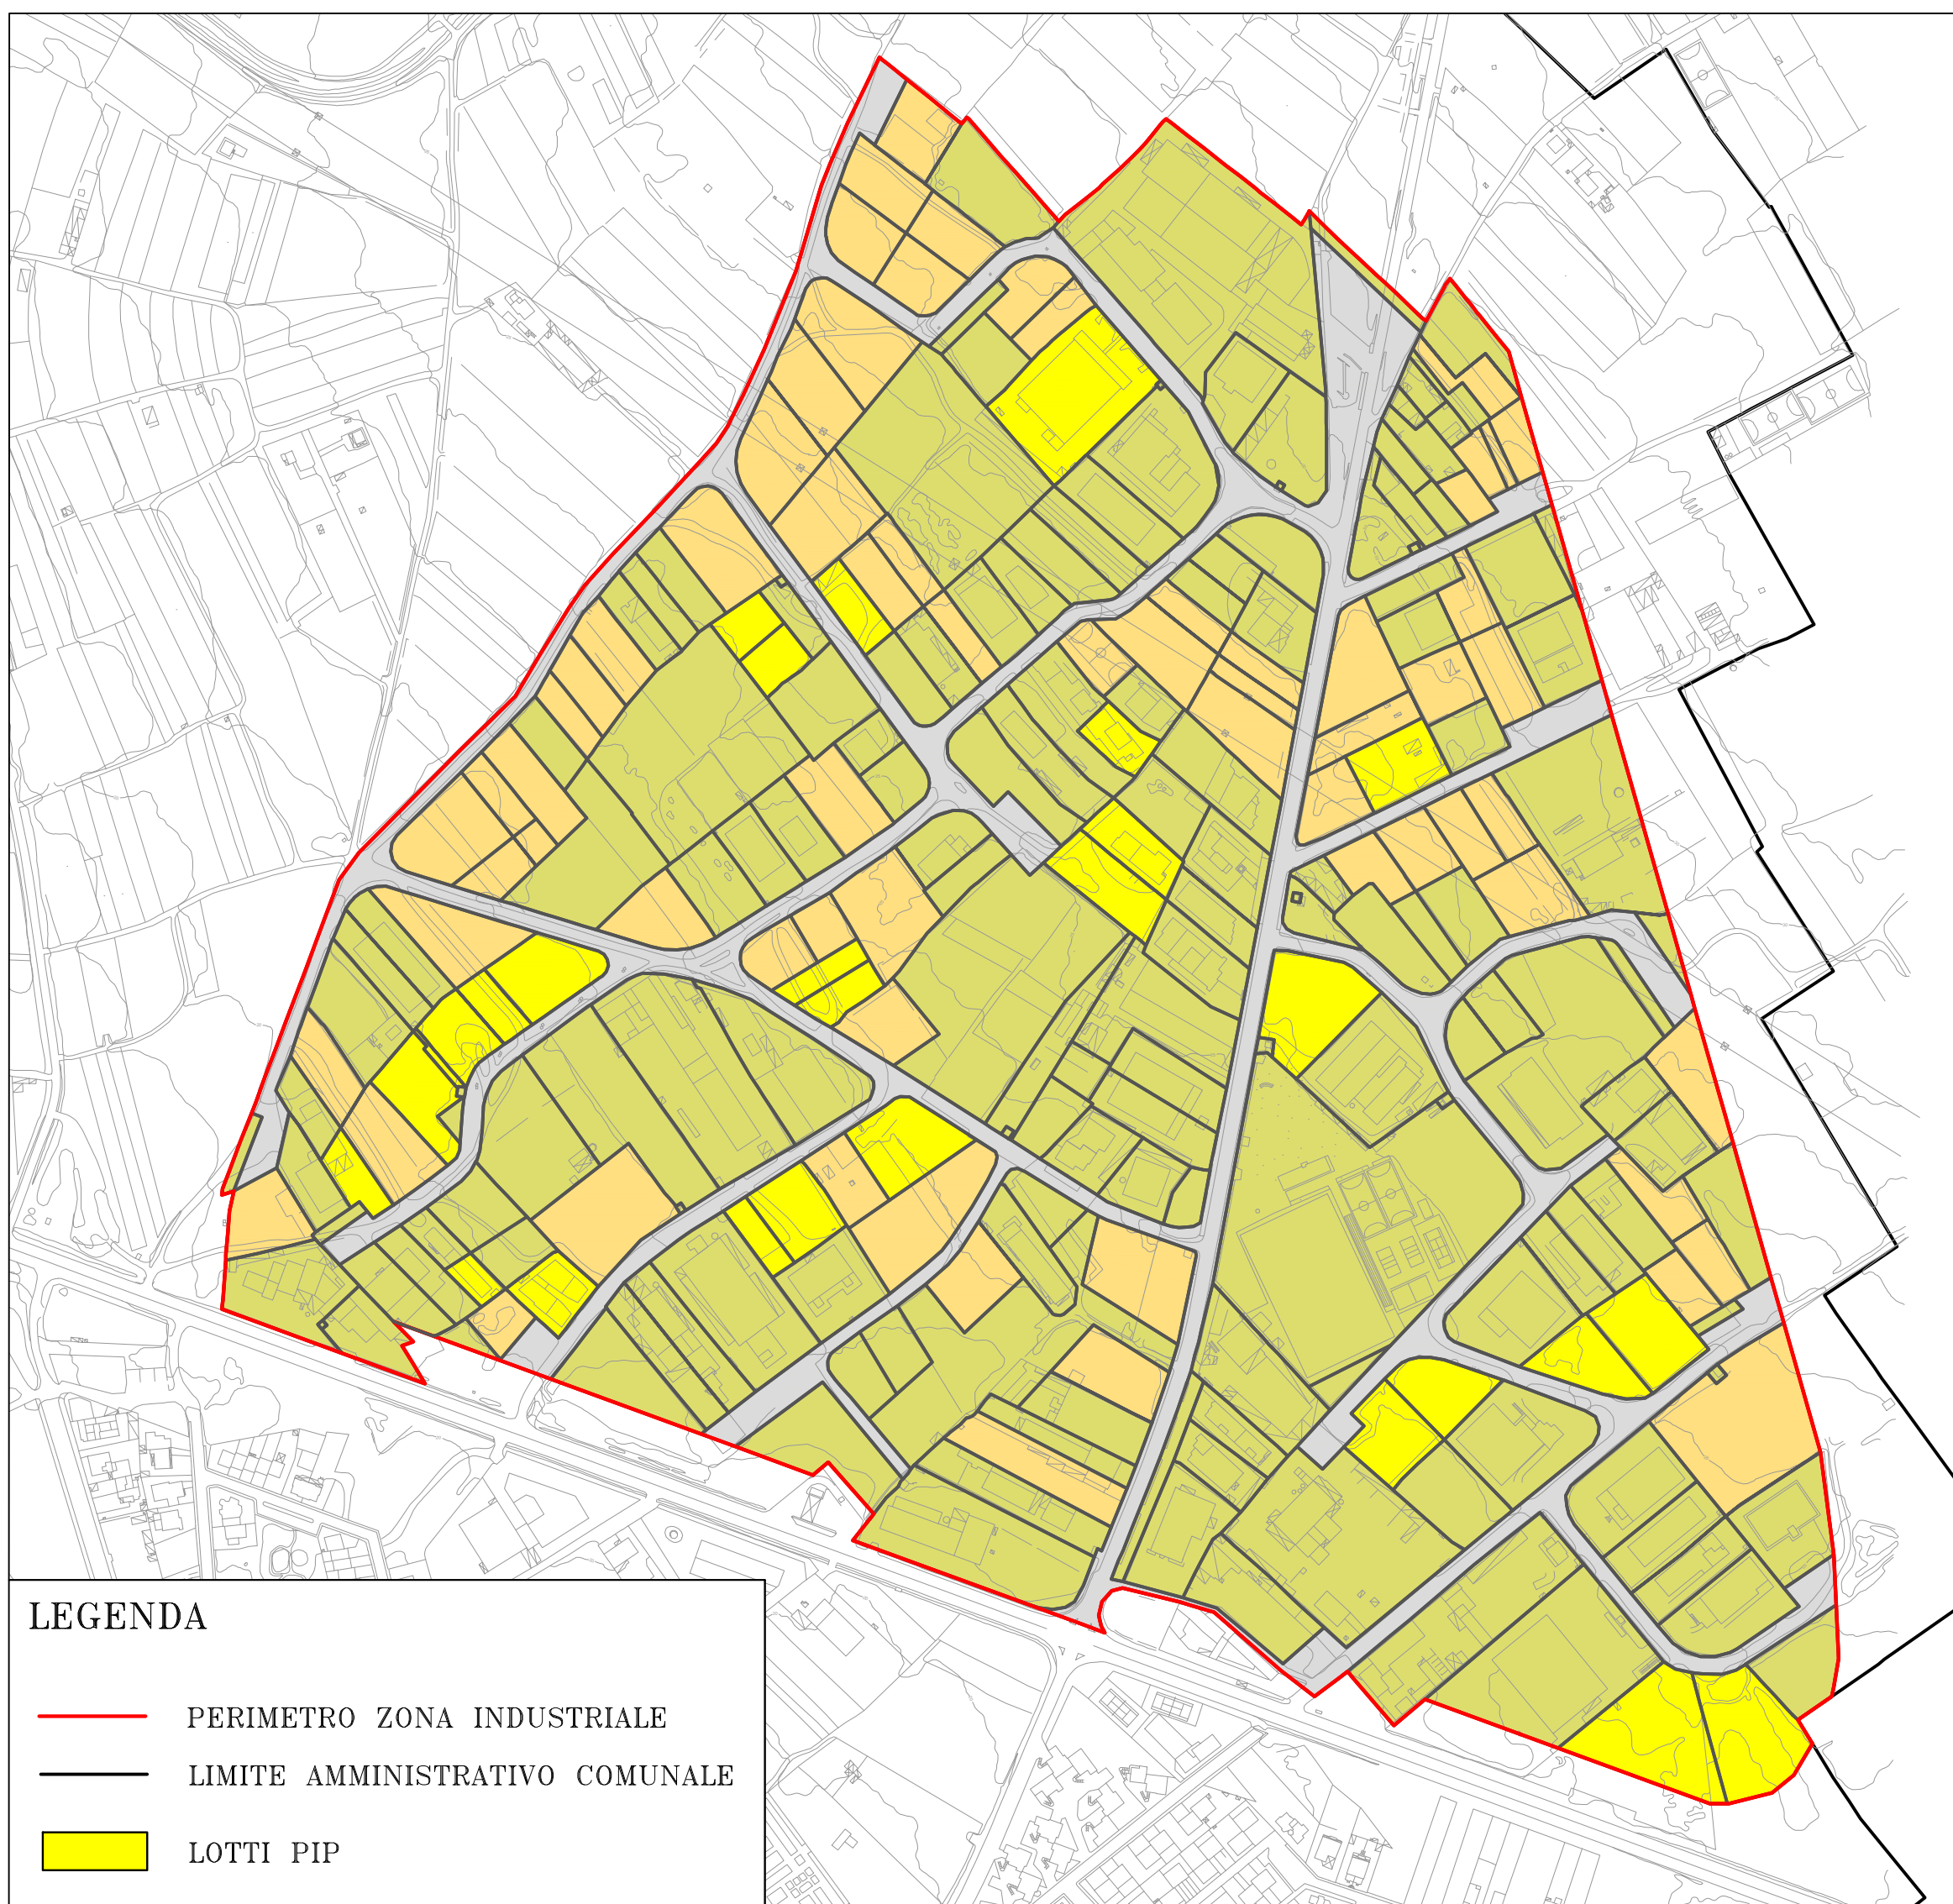 LEGENDA
PERIMETRO ZONA INDUSTRIALE
LIMITE AMMINISTRATIVO COMUNALE
LOTTI PIP